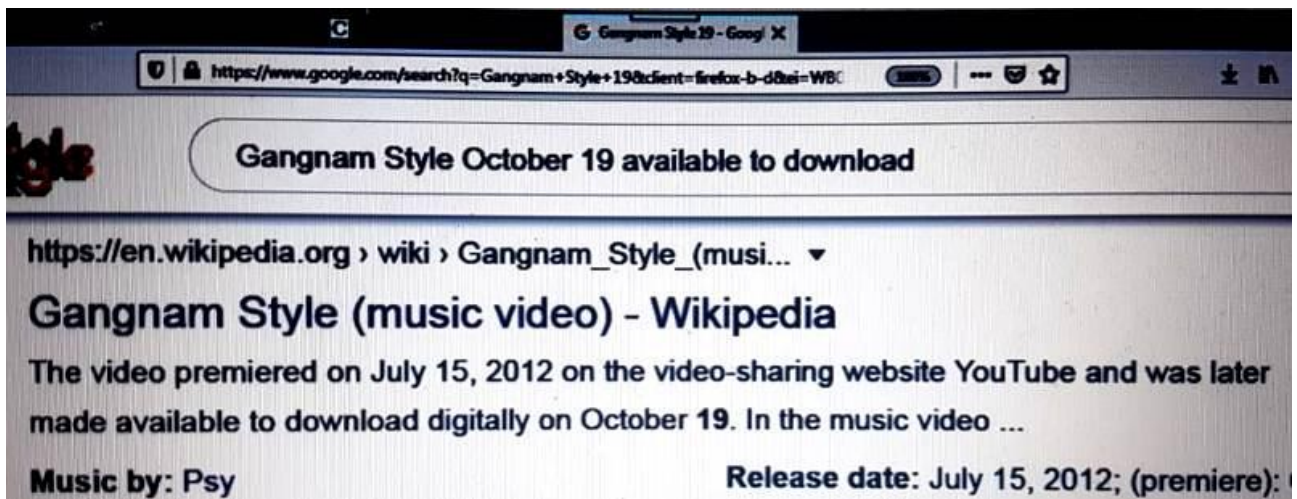 G Gangnam Style 19 - Googl
https://www.google.com/search?q=Gangnam+Style+19&client=firefox-b-d&ei=WB
Gangnam Style October 19 available to download
https://en.wikipedia.org › wiki › Gangnam_Style_(musi...
Gangnam Style (music video) - Wikipedia
The video premiered on July 15, 2012 on the video-sharing website YouTube and was later
made available to download digitally on October 19. In the music video ...
Music by: Psy Release date: July 15, 2012; (premiere):